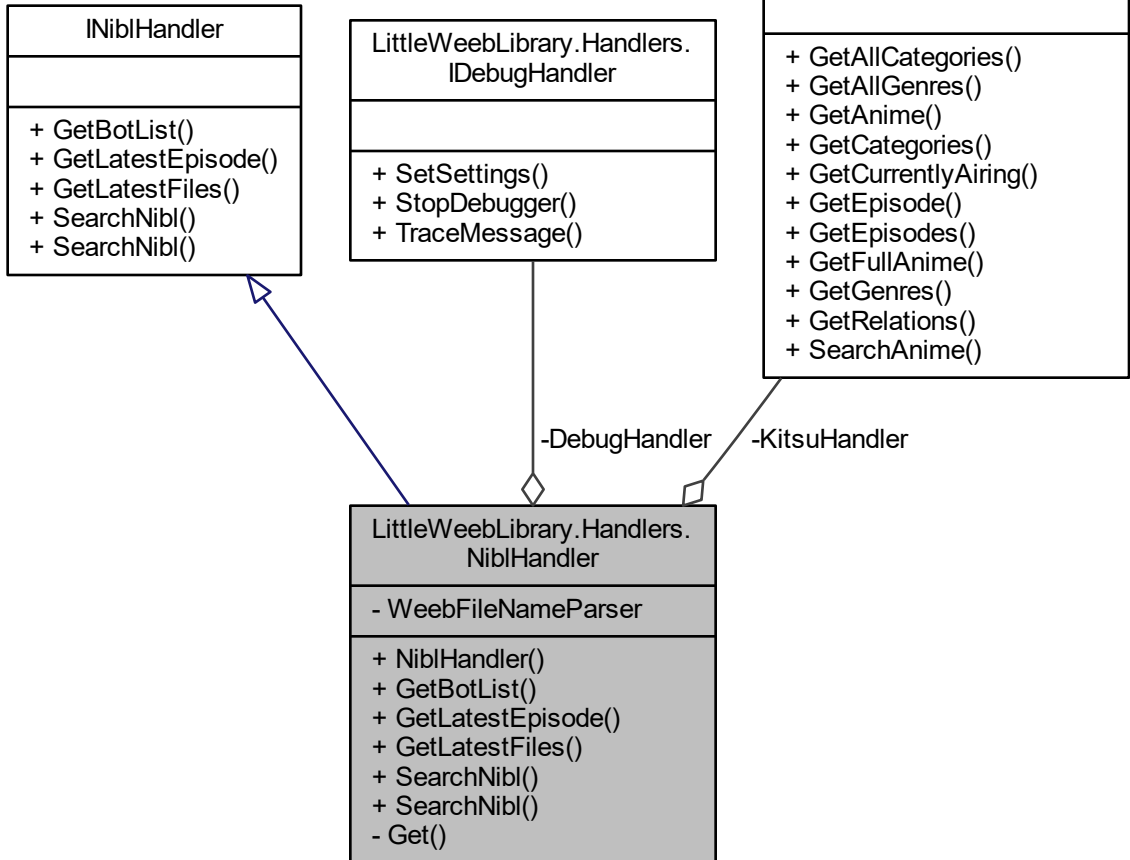 INiblHandler
+ GetBotList()
+ GetLatestEpisode()
+ GetLatestFiles()
+ SearchNibl()
+ SearchNibl()
LittleWeebLibrary.Handlers.
IDebugHandler
+ SetSettings()
+ StopDebugger()
+ TraceMessage()
+ GetAllCategories()
+ GetAllGenres()
+ GetAnime()
+ GetCategories()
+ GetCurrentlyAiring()
+ GetEpisode()
+ GetEpisodes()
+ GetFullAnime()
+ GetGenres()
+ GetRelations()
+ SearchAnime()
-DebugHandler
-KitsuHandler
LittleWeebLibrary.Handlers.
NiblHandler
- WeebFileNameParser
+ NiblHandler()
+ GetBotList()
+ GetLatestEpisode()
+ GetLatestFiles()
+ SearchNibl()
+ SearchNibl()
- Get()